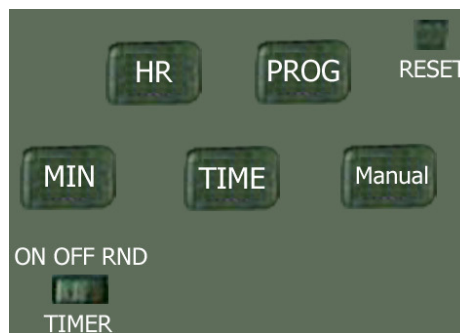 HR PROG
RESET
MIN TIME Manual
ON OFF RND
TIMER